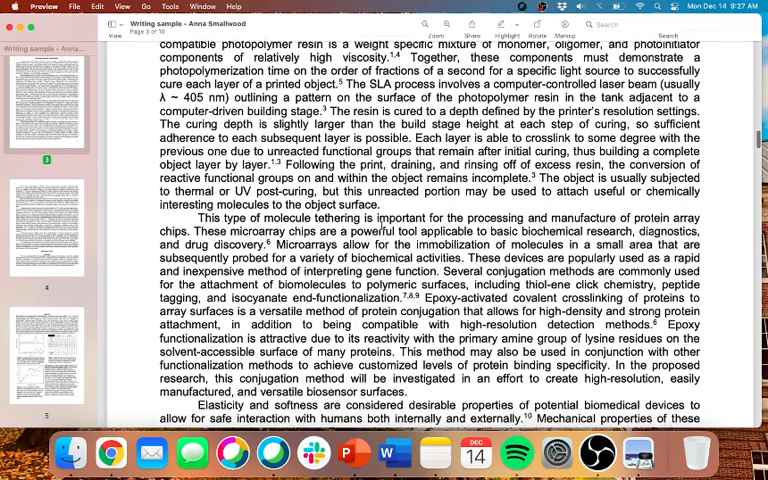 Preview File Edit View Go Tools Window Help
Mon Dec 14 9:27 AM
Writing sample - Anna Smallwood
Page 3 of 10
View Zoom Share Highlight Rotate Markup Search
Search
Writing sample - Anna...
3
4
5
compatible photopolymer resin is a weight specific mixture of monomer, oligomer, and photoinitiator
components of relatively high viscosity.1,4 Together, these components must demonstrate a
photopolymerization time on the order of fractions of a second for a specific light source to successfully
cure each layer of a printed object.5 The SLA process involves a computer-controlled laser beam (usually
λ ~ 405 nm) outlining a pattern on the surface of the photopolymer resin in the tank adjacent to a
computer-driven building stage.3 The resin is cured to a depth defined by the printer's resolution settings.
The curing depth is slightly larger than the build stage height at each step of curing, so sufficient
adherence to each subsequent layer is possible. Each layer is able to crosslink to some degree with the
previous one due to unreacted functional groups that remain after initial curing, thus building a complete
object layer by layer.1,3 Following the print, draining, and rinsing off of excess resin, the conversion of
reactive functional groups on and within the object remains incomplete.3 The object is usually subjected
to thermal or UV post-curing, but this unreacted portion may be used to attach useful or chemically
interesting molecules to the object surface.
This type of molecule tethering is important for the processing and manufacture of protein array
chips. These microarray chips are a powerful tool applicable to basic biochemical research, diagnostics,
and drug discovery.6 Microarrays allow for the immobilization of molecules in a small area that are
subsequently probed for a variety of biochemical activities. These devices are popularly used as a rapid
and inexpensive method of interpreting gene function. Several conjugation methods are commonly used
for the attachment of biomolecules to polymeric surfaces, including thiol-ene click chemistry, peptide
tagging, and isocyanate end-functionalization.7,8,9 Epoxy-activated covalent crosslinking of proteins to
array surfaces is a versatile method of protein conjugation that allows for high-density and strong protein
attachment, in addition to being compatible with high-resolution detection methods.6 Epoxy
functionalization is attractive due to its reactivity with the primary amine group of lysine residues on the
solvent-accessible surface of many proteins. This method may also be used in conjunction with other
functionalization methods to achieve customized levels of protein binding specificity. In the proposed
research, this conjugation method will be investigated in an effort to create high-resolution, easily
manufactured, and versatile biosensor surfaces.
Elasticity and softness are considered desirable properties of potential biomedical devices to
allow for safe interaction with humans both internally and externally.10 Mechanical properties of these
DEC
14